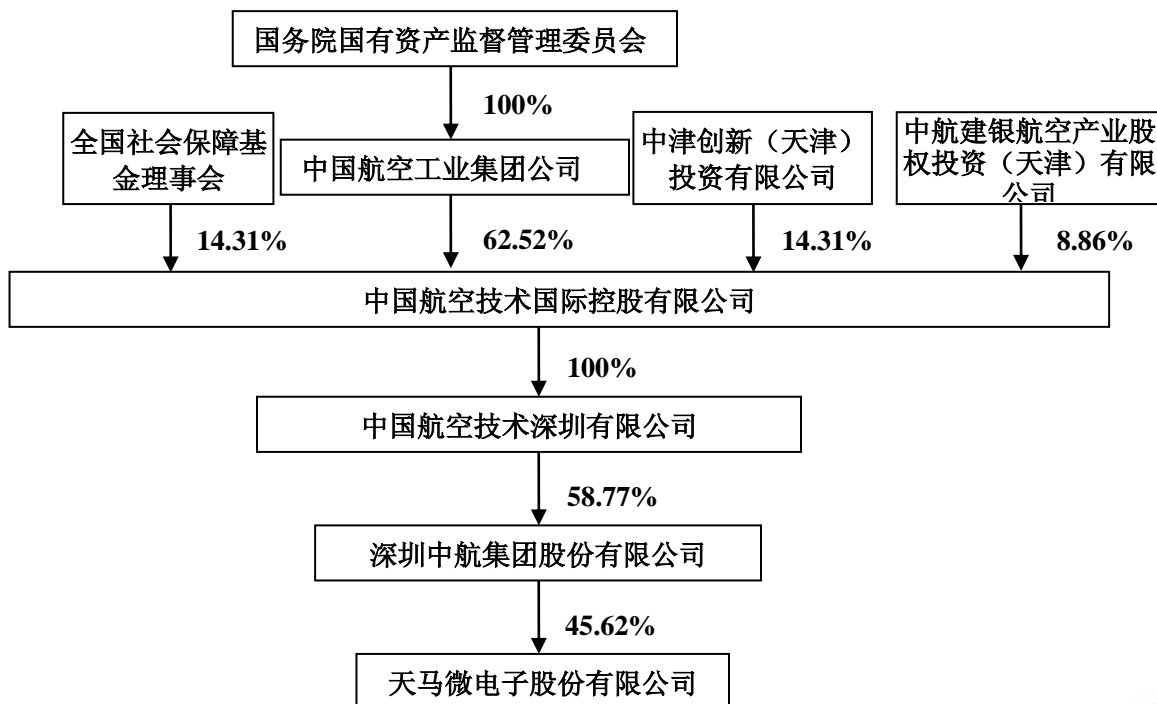 国务院国有资产监督管理委员会
100%
全国社会保障基
金理事会
中国航空工业集团公司
中津创新（天津）
投资有限公司
中航建银航空产业股
权投资（天津）有限
公司
14.31%
62.52%
14.31%
8.86%
中国航空技术国际控股有限公司
100%
中国航空技术深圳有限公司
58.77%
深圳中航集团股份有限公司
45.62%
天马微电子股份有限公司